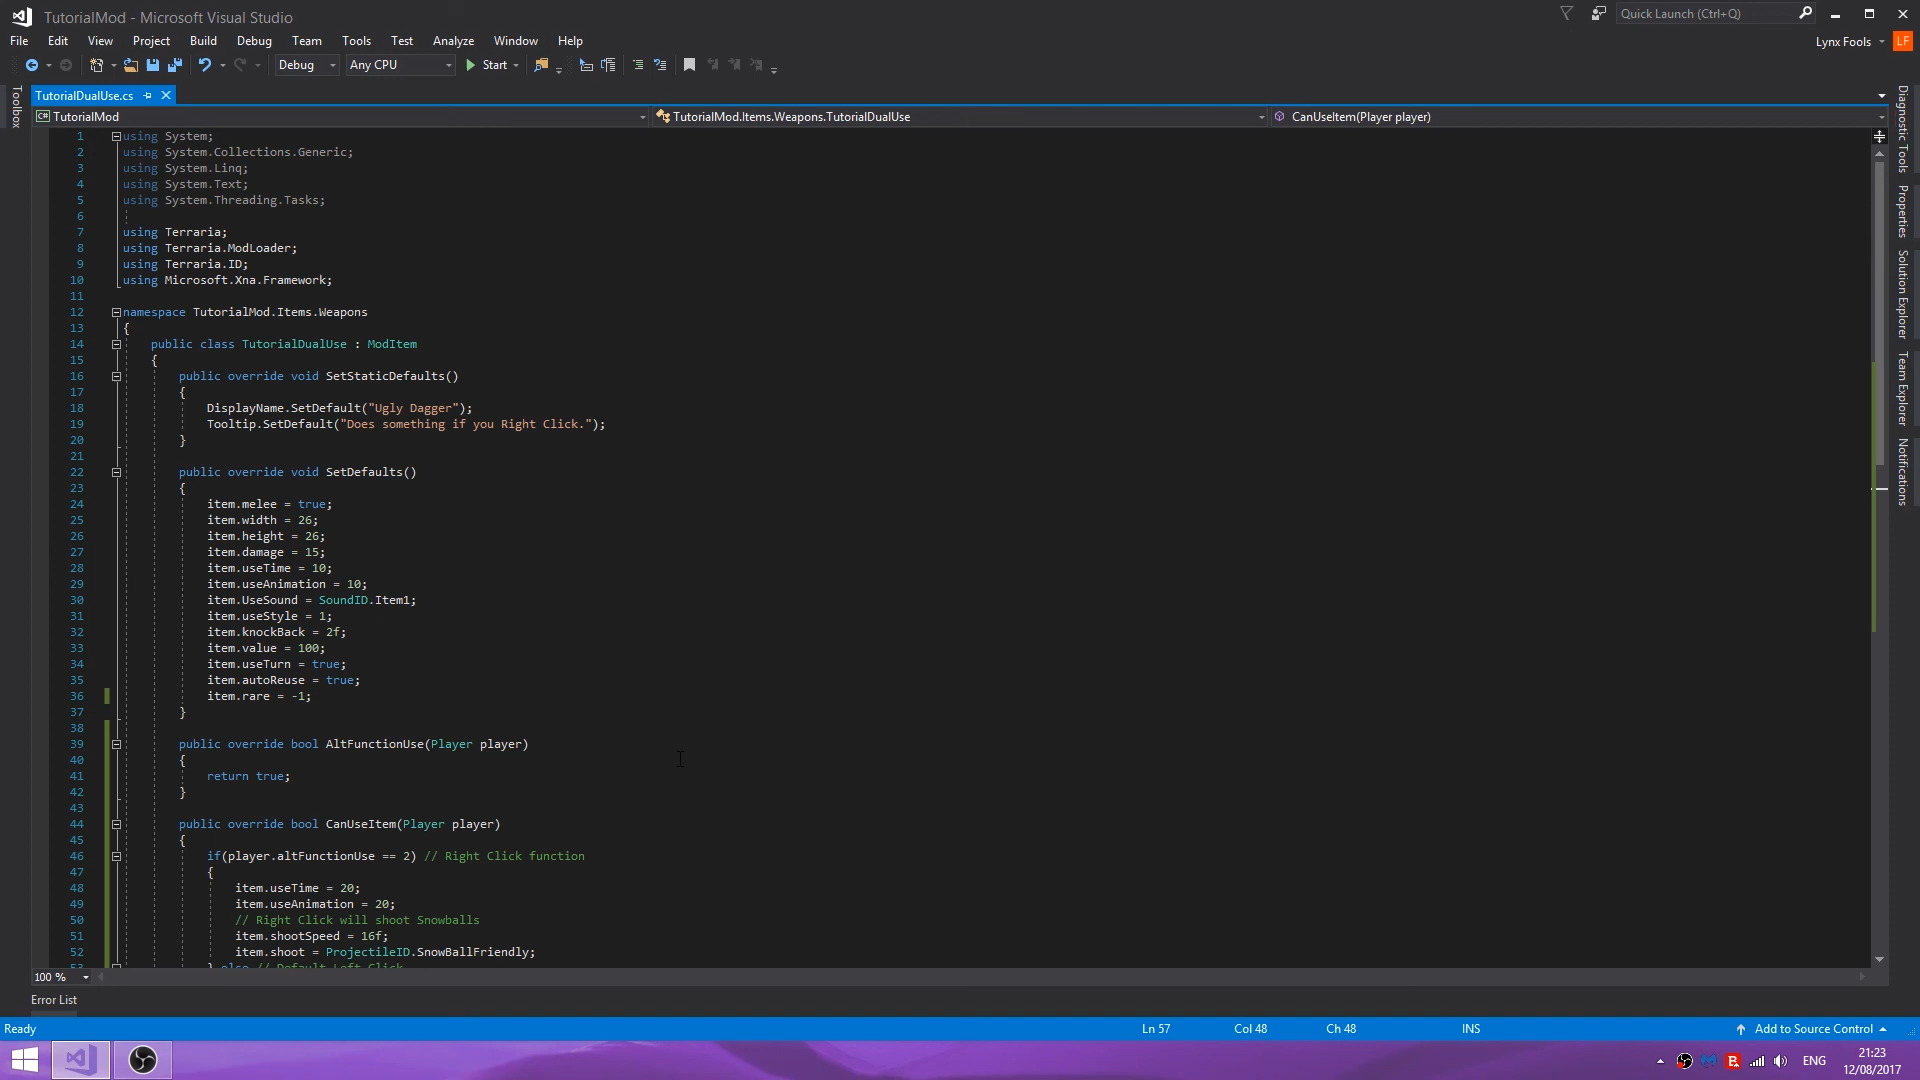 TutorialMod - Microsoft Visual Studio
Quick Launch (Ctrl+Q)
File Edit View Project Build Debug Team Tools Test Analyze Window Help
Lynx Fools LF
Debug Any CPU Start
Toolbox
TutorialDualUse.cs
C# TutorialMod TutorialMod.Items.Weapons.TutorialDualUse CanUseItem(Player player)
1 using System;
2 using System.Collections.Generic;
3 using System.Linq;
4 using System.Text;
5 using System.Threading.Tasks;
6
7 using Terraria;
8 using Terraria.ModLoader;
9 using Terraria.ID;
10 using Microsoft.Xna.Framework;
11
12 namespace TutorialMod.Items.Weapons
13 {
14 public class TutorialDualUse : ModItem
15 {
16 public override void SetStaticDefaults()
17 {
18 DisplayName.SetDefault("Ugly Dagger");
19 Tooltip.SetDefault("Does something if you Right Click.");
20 }
21
22 public override void SetDefaults()
23 {
24 item.melee = true;
25 item.width = 26;
26 item.height = 26;
27 item.damage = 15;
28 item.useTime = 10;
29 item.useAnimation = 10;
30 item.UseSound = SoundID.Item1;
31 item.useStyle = 1;
32 item.knockBack = 2f;
33 item.value = 100;
34 item.useTurn = true;
35 item.autoReuse = true;
36 item.rare = -1;
37 }
38
39 public override bool AltFunctionUse(Player player)
40 {
41 return true;
42 }
43
44 public override bool CanUseItem(Player player)
45 {
46 if(player.altFunctionUse == 2) // Right Click function
47 {
48 item.useTime = 20;
49 item.useAnimation = 20;
50 // Right Click will shoot Snowballs
51 item.shootSpeed = 16f;
52 item.shoot = ProjectileID.SnowBallFriendly;
53 } else // Default Left Click
Diagnostic Tools
Properties
Solution Explorer
Team Explorer
Notifications
100 %
Error List
Ready Ln 57 Col 48 Ch 48 INS Add to Source Control
ENG 21:23
12/08/2017